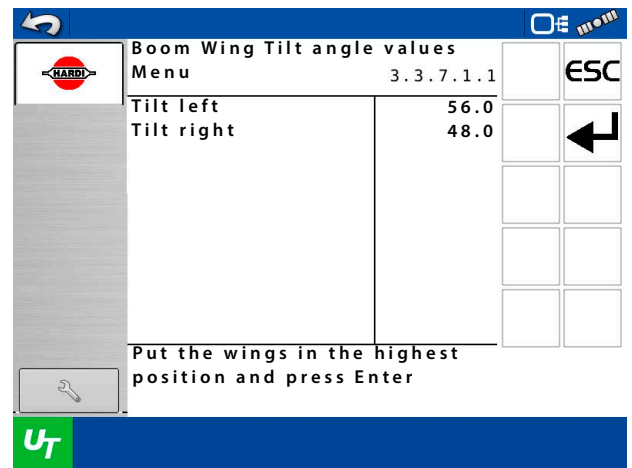 Boom Wing Tilt angle values
Menu 3.3.7.1.1
HARDI
ESC
Tilt left 56.0
Tilt right 48.0
Put the wings in the highest
position and press Enter
UT